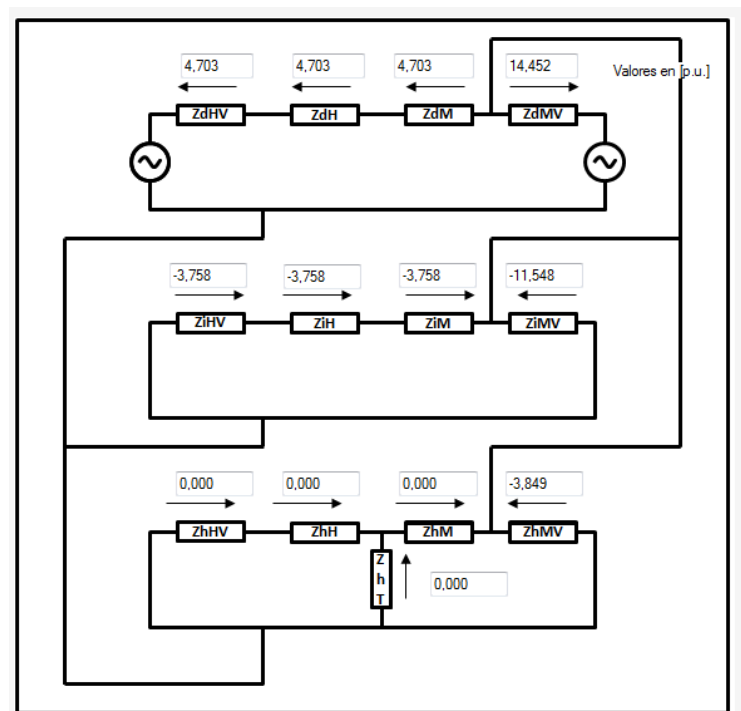 4,703 4,703 4,703 14,452 Valores en [p.u.]
ZdHV ZdH ZdM ZdMV
-3,758 -3,758 -3,758 -11,548
ZiHV ZiH ZiM ZiMV
0,000 0,000 0,000 -3,849
ZhHV ZhH ZhM ZhMV
Z
h
T
0,000